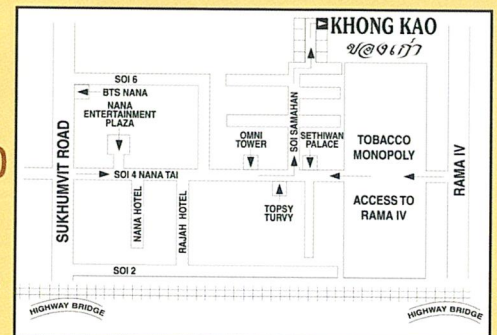 KHONG KAO
ของเก่า
SOI 6
BTS NANA
NANA
ENTERTAINMENT
PLAZA
SUKHUMVIT ROAD
SOI 4 NANA TAI
NANA HOTEL
RAJAH HOTEL
OMNI
TOWER
SOI SAMAHAN
SETHIWAN
PALACE
TOPSY
TURVY
TOBACCO
MONOPOLY
ACCESS TO
RAMA IV
RAMA IV
SOI 2
HIGHWAY BRIDGE
HIGHWAY BRIDGE